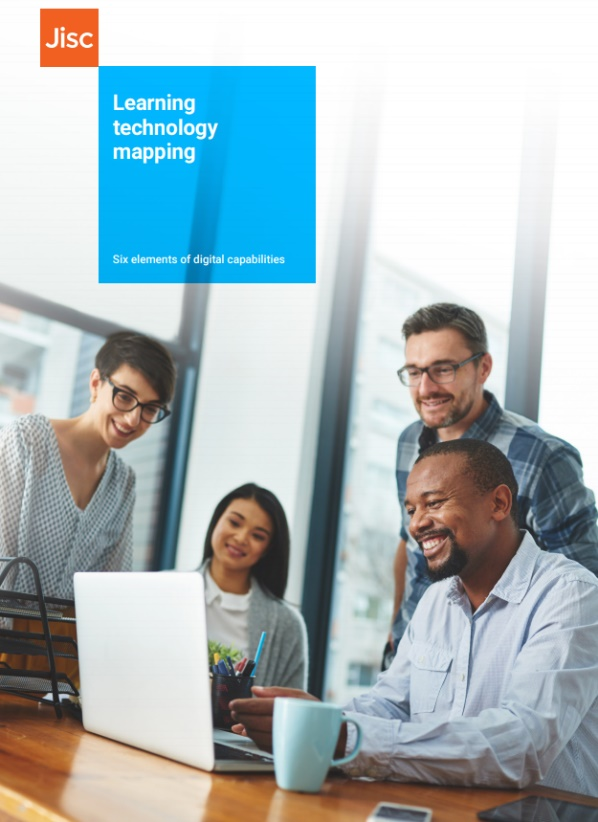 Jisc
Learning
technology
mapping
Six elements of digital capabilities